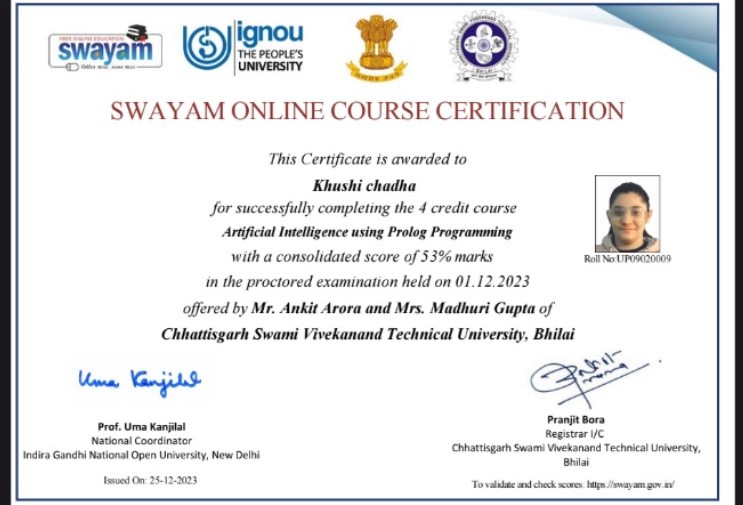 FREE ONLINE EDUCATION
swayam
ignou
THE PEOPLE'S
UNIVERSITY
BHILAI
SWAYAM ONLINE COURSE CERTIFICATION
This Certificate is awarded to
Khushi chadha
for successfully completing the 4 credit course
Artificial Intelligence using Prolog Programming
with a consolidated score of 53% marks
Roll No:UP09020009
in the proctored examination held on 01.12.2023
offered by Mr. Ankit Arora and Mrs. Madhuri Gupta of
Chhattisgarh Swami Vivekanand Technical University, Bhilai
Uma Kanjilal
Prof. Uma Kanjilal
National Coordinator
Indira Gandhi National Open University, New Delhi
Issued On: 25-12-2023
Pranjit Bora
Registrar I/C
Chhattisgarh Swami Vivekanand Technical University,
Bhilai
To validate and check scores: https://swayam.gov.in/